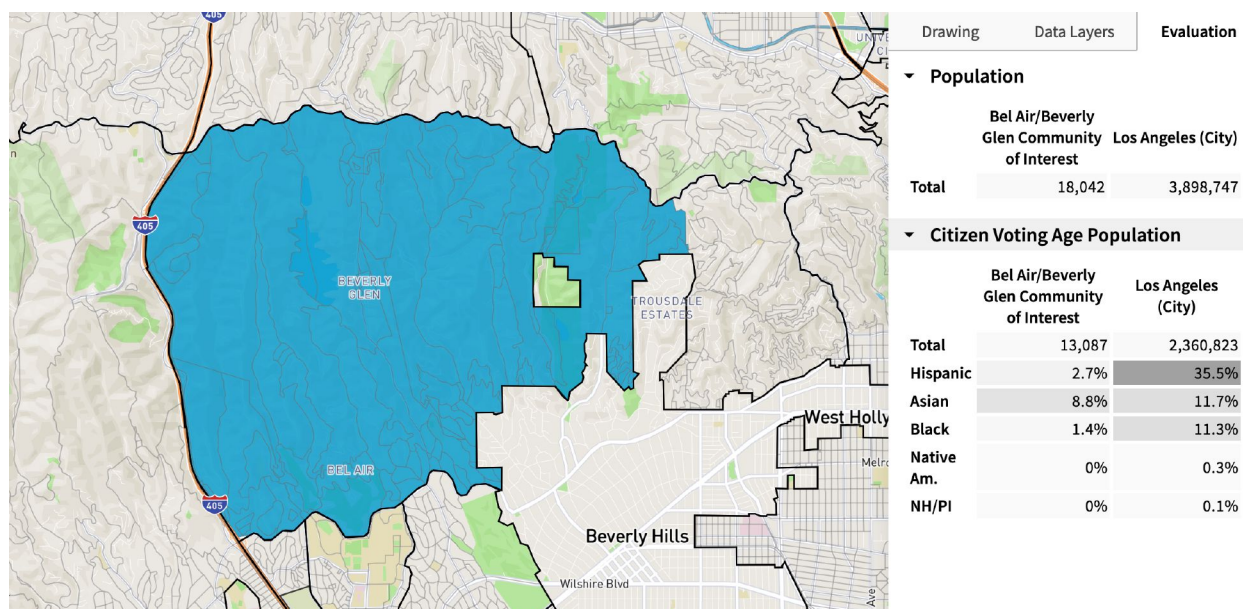 405
Drawing Data Layers Evaluation
Population
Bel Air/Beverly
Glen Community
of Interest
Los Angeles (City)
Total 18,042 3,898,747
Citizen Voting Age Population
Bel Air/Beverly
Glen Community
of Interest
Los Angeles
(City)
Total 13,087 2,360,823
Hispanic 2.7% 35.5%
Asian 8.8% 11.7%
Black 1.4% 11.3%
Native
Am.
0% 0.3%
NH/PI 0% 0.1%
405
BEVERLY
GLEN
TROUSDALE
ESTATES
West Holly
BEL AIR
405
Beverly Hills
Wilshire Blvd
Ave